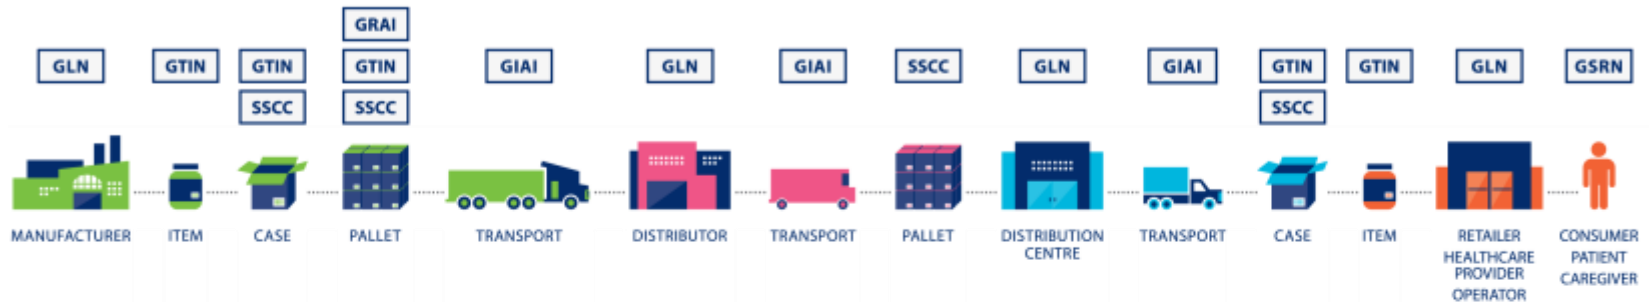 GRAI
GLN
GTIN
GTIN
GTIN
GIAI
GLN
GIAI
SSCC
GLN
GIAI
GTIN
GTIN
GLN
GSRN
SSCC
SSCC
SSCC
MANUFACTURER
ITEM
CASE
PALLET
TRANSPORT
DISTRIBUTOR
TRANSPORT
PALLET
DISTRIBUTION
CENTRE
TRANSPORT
CASE
ITEM
RETAILER
HEALTHCARE
PROVIDER
OPERATOR
CONSUMER
PATIENT
CAREGIVER